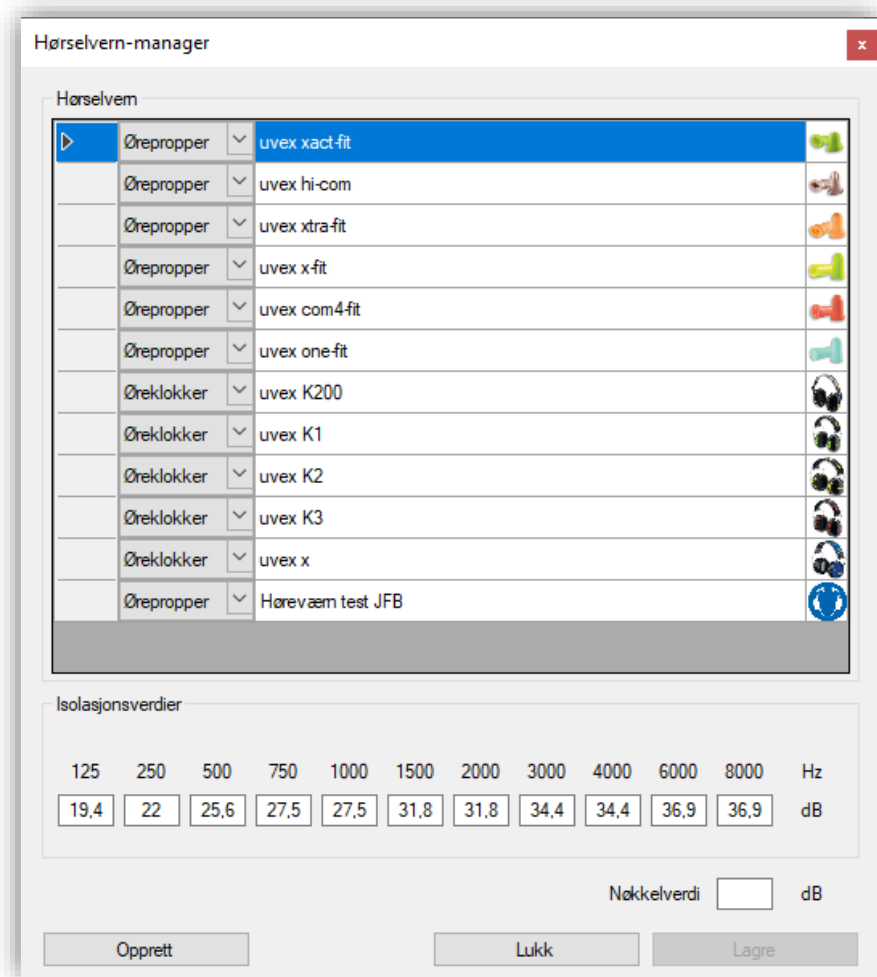 Hørselvern-manager
x
Hørselvern
Ørepropper uvex xact-fit
Ørepropper uvex hi-com
Ørepropper uvex xtra-fit
Ørepropper uvex x-fit
Ørepropper uvex com4-fit
Ørepropper uvex one-fit
Øreklokker uvex K200
Øreklokker uvex K1
Øreklokker uvex K2
Øreklokker uvex K3
Øreklokker uvex x
Ørepropper Høreværn test JFB
Isolasjonsverdier
125 250 500 750 1000 1500 2000 3000 4000 6000 8000 Hz
19,4 22 25,6 27,5 27,5 31,8 31,8 34,4 34,4 36,9 36,9 dB
Nøkkelverdi dB
Opprett Lukk Lagre